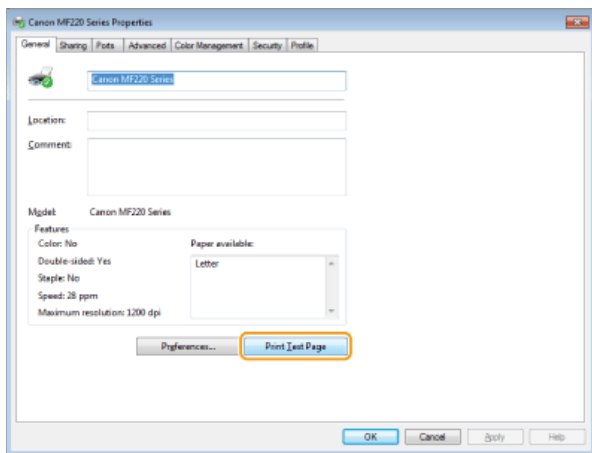 Canon MF220 Series Properties
General Sharing Ports Advanced Color Management Security Profile
Canon MF220 Series
Location:
Comment:
Model: Canon MF220 Series
Features
Color: No Paper available:
Double-sided: Yes Letter
Staple: No
Speed: 28 ppm
Maximum resolution: 1200 dpi
Preferences... Print Test Page
OK Cancel Apply Help